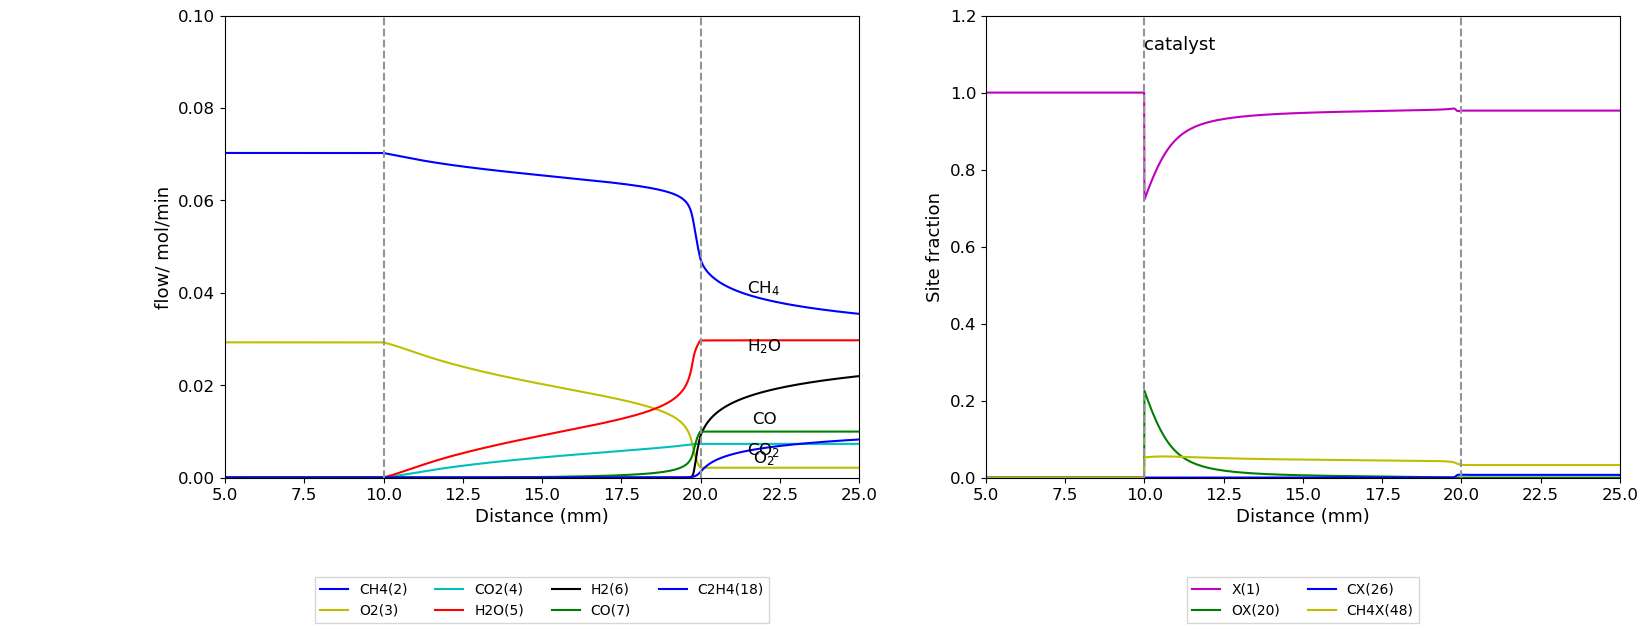 0.10
0.08
0.06
0.04
0.02
0.00
flow/ mol/min
CH₄
H₂O
CO
CO₂
O₂
5.0 7.5 10.0 12.5 15.0 17.5 20.0 22.5 25.0
Distance (mm)
CH4(2) CO2(4) H2(6) C2H4(18)
O2(3) H2O(5) CO(7)
1.2
1.0
0.8
0.6
0.4
0.2
0.0
Site fraction
catalyst
5.0 7.5 10.0 12.5 15.0 17.5 20.0 22.5 25.0
Distance (mm)
X(1) CX(26)
OX(20) CH4X(48)